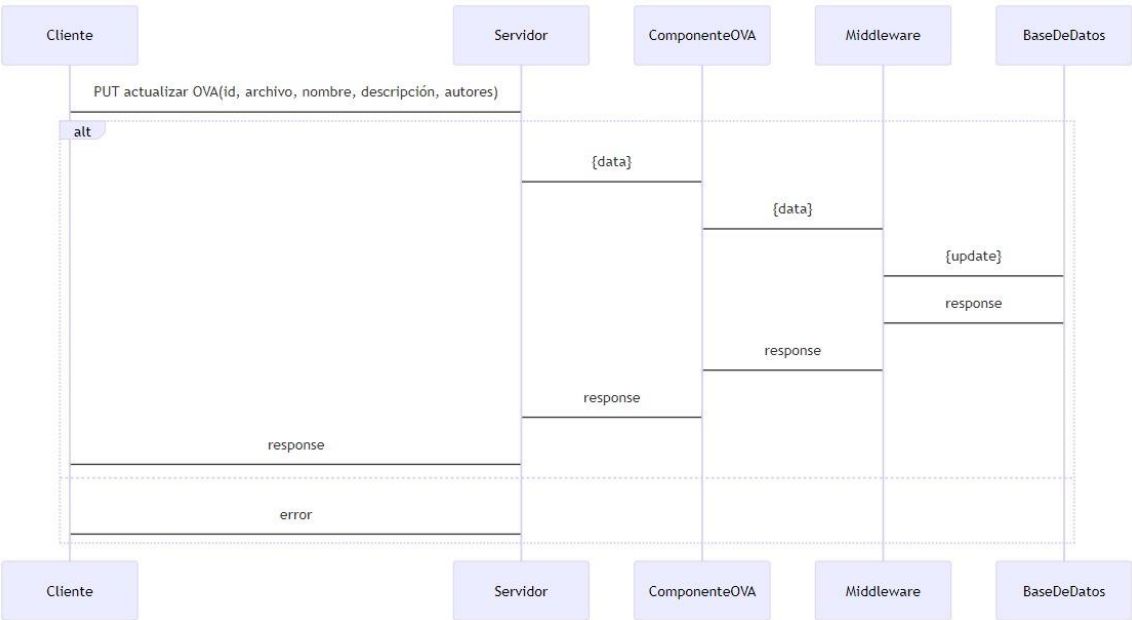 Cliente
Servidor
ComponenteOVA
Middleware
BaseDeDatos
PUT actualizar OVA(id, archivo, nombre, descripción, autores)
alt
{data}
{data}
{update}
response
response
response
response
error
Cliente
Servidor
ComponenteOVA
Middleware
BaseDeDatos